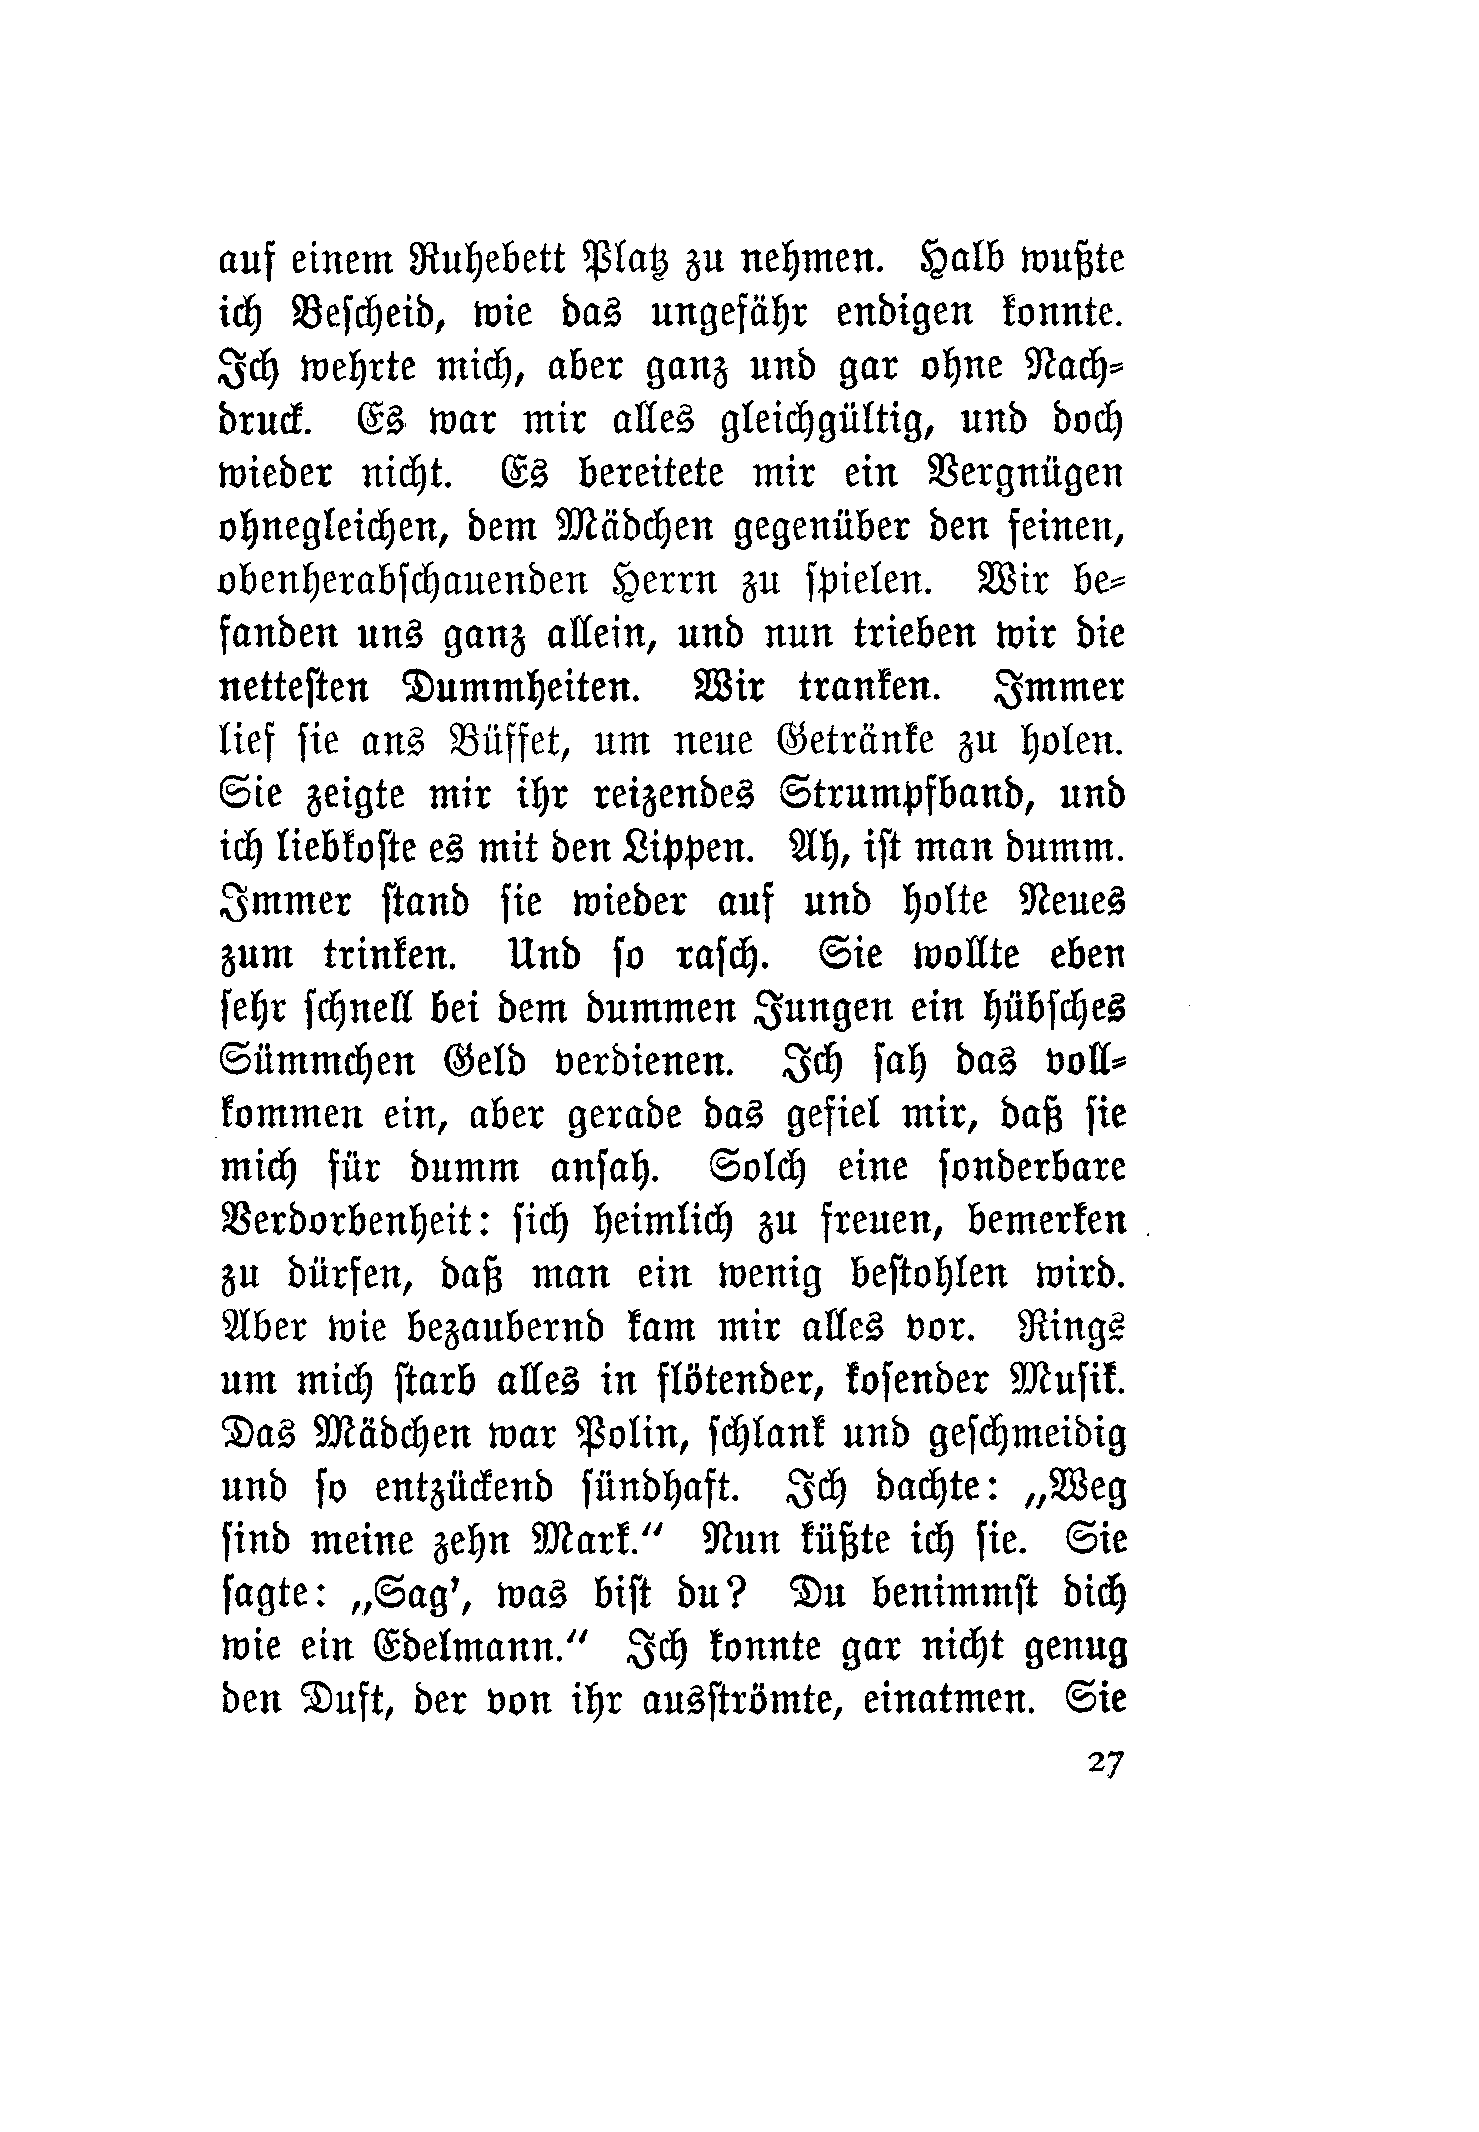 auf einem Ruhebett Platz zu nehmen. Halb wußte
ich Bescheid, wie das ungefähr endigen konnte.
Ich wehrte mich, aber ganz und gar ohne Nach-
druck. Es war mir alles gleichgültig, und doch
wieder nicht. Es bereitete mir ein Vergnügen
ohnegleichen, dem Mädchen gegenüber den feinen,
obenherabschauenden Herrn zu spielen. Wir be-
fanden uns ganz allein, und nun trieben wir die
nettesten Dummheiten. Wir tranken. Immer
lief sie ans Büffet, um neue Getränke zu holen.
Sie zeigte mir ihr reizendes Strumpfband, und
ich liebkoste es mit den Lippen. Ah, ist man dumm.
Immer stand sie wieder auf und holte Neues
zum trinken. Und so rasch. Sie wollte eben
sehr schnell bei dem dummen Jungen ein hübsches
Sümmchen Geld verdienen. Ich sah das voll-
kommen ein, aber gerade das gefiel mir, daß sie
mich für dumm ansah. Solch eine sonderbare
Verdorbenheit: sich heimlich zu freuen, bemerken
zu dürfen, daß man ein wenig bestohlen wird.
Aber wie bezaubernd kam mir alles vor. Rings
um mich starb alles in flötender, kosender Musik.
Das Mädchen war Polin, schlank und geschmeidig
und so entzückend sündhaft. Ich dachte: „Weg
sind meine zehn Mark.“ Nun küßte ich sie. Sie
sagte: „Sag’, was bist du? Du benimmst dich
wie ein Edelmann.“ Ich konnte gar nicht genug
den Duft, der von ihr ausströmte, einatmen. Sie
27